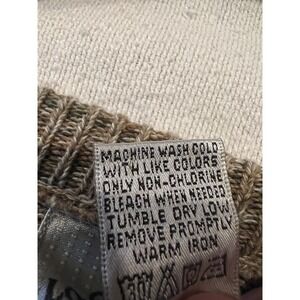 MACHINE WASH COLD
WITH LIKE COLORS
ONLY NON-CHLORINE
BLEACH WHEN NEEDED
TUMBLE DRY LOW
REMOVE PROMPTLY
WARM IRON